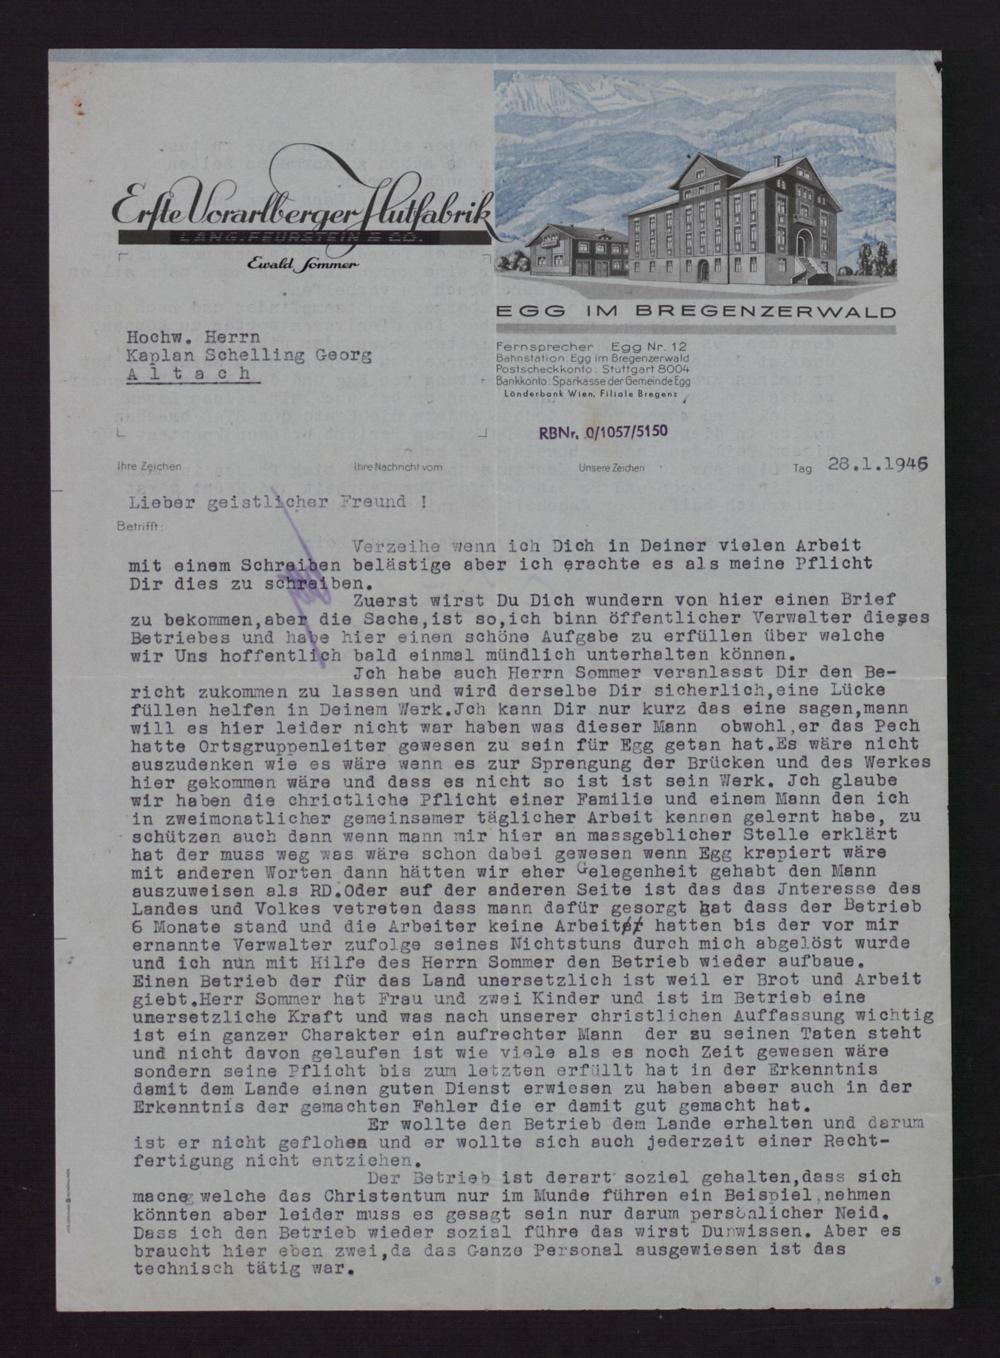 Erste Vorarlberger Hutfabrik
LANG, FEURSTEIN & CO.
Ewald Sommer
EGG IM BREGENZERWALD
Hochw. Herrn
Kaplan Schelling Georg
A l t a c h
Fernsprecher: Egg Nr. 12
Bahnstation: Egg im Bregenzerwald
Postscheckkonto: Stuttgart 8004
Bankkonto: Sparkasse der Gemeinde Egg
Länderbank Wien, Filiale Bregenz
RBNr. 0/1057/5150
Ihre Zeichen Ihre Nachricht vom Unsere Zeichen Tag 28.1.1946
Lieber geistlicher Freund !
Betrifft:
Verzeihe wenn ich Dich in Deiner vielen Arbeit
mit einem Schreiben belästige aber ich erachte es als meine Pflicht
Dir dies zu schreiben.
Zuerst wirst Du Dich wundern von hier einen Brief
zu bekommen,aber die Sache,ist so,ich binn öffentlicher Verwalter dieses
Betriebes und habe hier einen schöne Aufgabe zu erfüllen über welche
wir Uns hoffentlich bald einmal mündlich unterhalten können.
Jch habe auch Herrn Sommer veranlasst Dir den Be-
richt zukommen zu lassen und wird derselbe Dir sicherlich,eine Lücke
füllen helfen in Deinem Werk.Jch kann Dir nur kurz das eine sagen,mann
will es hier leider nicht war haben was dieser Mann obwohl,er das Pech
hatte Ortsgruppenleiter gewesen zu sein für Egg getan hat.Es wäre nicht
auszudenken wie es wäre wenn es zur Sprengung der Brücken und des Werkes
hier gekommen wäre und dass es nicht so ist ist sein Werk. Jch glaube
wir haben die chrictliche Pflicht einer Familie und einem Mann den ich
in zweimonatlicher gemeinsamer täglicher Arbeit kennen gelernt habe, zu
schützen auch dann wenn mann mir hier an massgeblicher Stelle erklärt
hat der muss weg was wäre schon dabei gewesen wenn Egg krepiert wäre
mit anderen Worten dann hätten wir eher Gelegenheit gehabt den Mann
auszuweisen als RD.Oder auf der anderen Seite ist das das Jnteresse des
Landes und Volkes vetreten dass mann dafür gesorgt hat dass der Betrieb
6 Monate stand und die Arbeiter keine Arbeit hatten bis der vor mir
ernannte Verwalter zufolge seines Nichtstuns durch mich abgelöst wurde
und ich nun mit Hilfe des Herrn Sommer den Betrieb wieder aufbaue.
Einen Betrieb der für das Land unersetzlich ist weil er Brot und Arbeit
giebt.Herr Sommer hat Frau und zwei Kinder und ist im Betrieb eine
unersetzliche Kraft und was nach unserer christlichen Auffassung wichtig
ist ein ganzer Charakter ein aufrechter Mann der zu seinen Taten steht
und nicht davon gelaufen ist wie viele als es noch Zeit gewesen wäre
sondern seine Pflicht bis zum letzten erfüllt hat in der Erkenntnis
damit dem Lande einen guten Dienst erwiesen zu haben abeer auch in der
Erkenntnis der gemachten Fehler die er damit gut gemacht hat.
Er wollte den Betrieb dem Lande erhalten und darum
ist er nicht geflohen und er wollte sich auch jederzeit einer Recht-
fertigung nicht entziehen.
Der Betrieb ist derart soziel gehalten,dass sich
macne welche das Christentum nur im Munde führen ein Beispiel nehmen
könnten aber leider muss es gesagt sein nur darum persönlicher Neid.
Dass ich den Betrieb wieder sozial führe das wirst Du wissen. Aber es
braucht hier eben zwei,da das Ganze Personal ausgewiesen ist das
technisch tätig war.